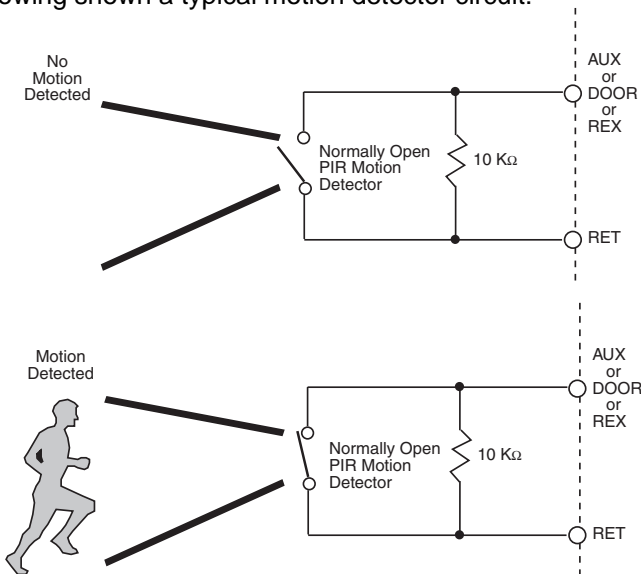 owing shown a typical motion detector circuit.
No
Motion
Detected
AUX
or
DOOR
or
REX
Normally Open
PIR Motion
Detector
10 KΩ
RET
Motion
Detected
AUX
or
DOOR
or
REX
Normally Open
PIR Motion
Detector
10 KΩ
RET